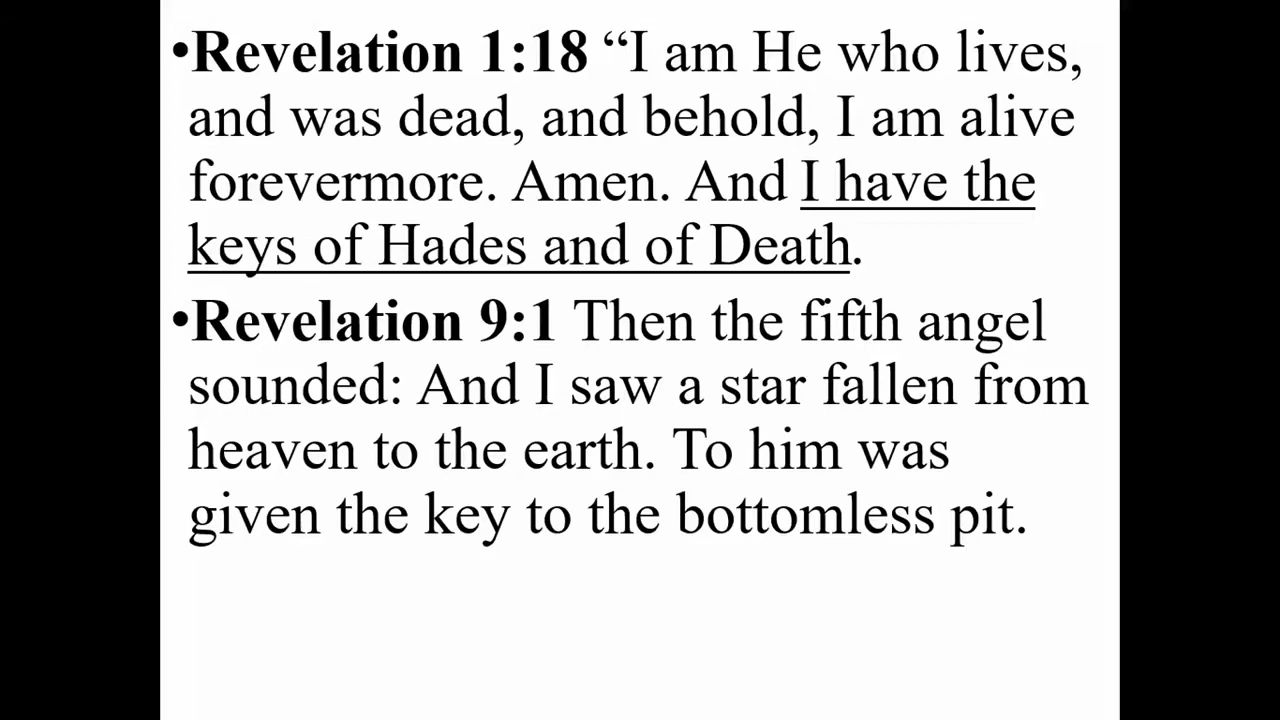 •Revelation 1:18 “I am He who lives,
and was dead, and behold, I am alive
forevermore. Amen. And I have the
keys of Hades and of Death.
•Revelation 9:1 Then the fifth angel
sounded: And I saw a star fallen from
heaven to the earth. To him was
given the key to the bottomless pit.